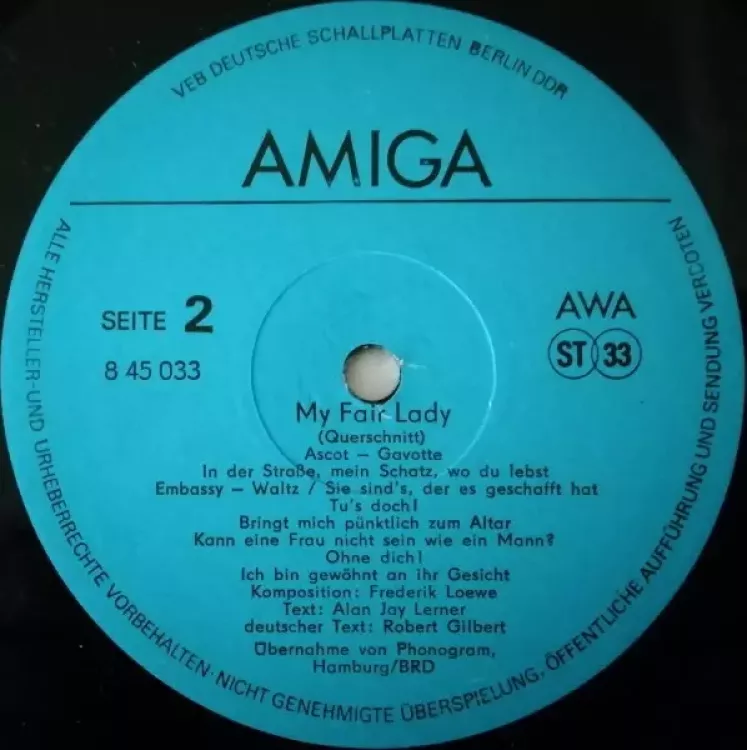 VEB DEUTSCHE SCHALLPLATTEN BERLIN DDR
AMIGA
SEITE 2
8 45 033
AWA
ST 33
My Fair Lady
(Querschnitt)
Ascot – Gavotte
In der Straße, mein Schatz, wo du lebst
Embassy – Waltz / Sie sind's, der es geschafft hat
Tu's doch!
Bringt mich pünktlich zum Altar
Kann eine Frau nicht sein wie ein Mann?
Ohne dich!
Ich bin gewöhnt an ihr Gesicht
Komposition: Frederik Loewe
Text: Alan Jay Lerner
deutscher Text: Robert Gilbert
Übernahme von Phonogram,
Hamburg/BRD
ALLE HERSTELLER-UND URHEBERRECHTE VORBEHALTEN · NICHT GENEHMIGTE ÜBERSPIELUNG, ÖFFENTLICHE AUFFÜHRUNG UND SENDUNG VERBOTEN